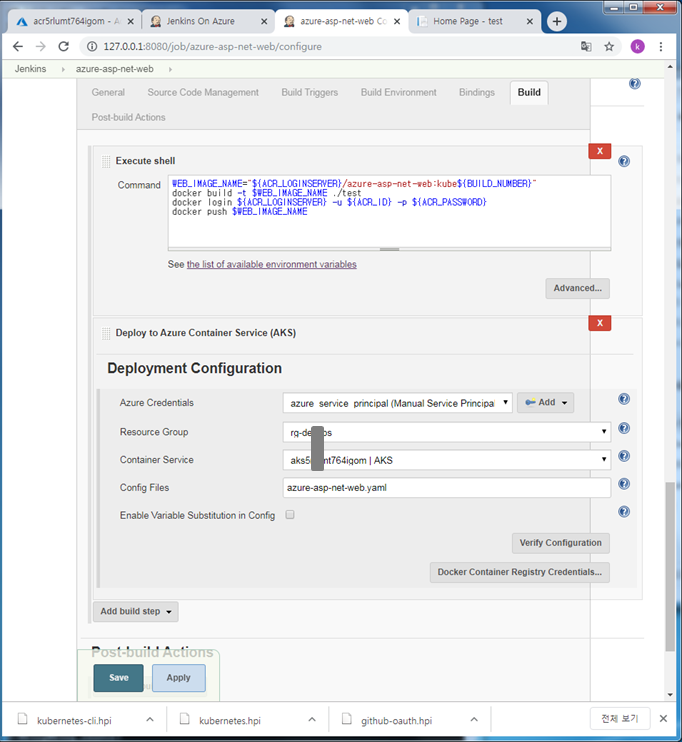 acr5rlumt764igom - A
Jenkins On Azure
azure-asp-net-web Co
Home Page - test
127.0.0.1:8080/job/azure-asp-net-web/configure
k
Jenkins
azure-asp-net-web
General
Source Code Management
Build Triggers
Build Environment
Bindings
Build
Post-build Actions
Execute shell
X
Command
WEB_IMAGE_NAME="${ACR_LOGINSERVER}/azure-asp-net-web:kube${BUILD_NUMBER}"
docker build -t $WEB_IMAGE_NAME ./test
docker login ${ACR_LOGINSERVER} -u ${ACR_ID} -p ${ACR_PASSWORD}
docker push $WEB_IMAGE_NAME
See the list of available environment variables
Advanced...
X
Deploy to Azure Container Service (AKS)
Deployment Configuration
Azure Credentials
azure service principal (Manual Service Principal
Add
Resource Group
Container Service
| AKS
Config Files
azure-asp-net-web.yaml
Enable Variable Substitution in Config
Verify Configuration
Docker Container Registry Credentials...
Add build step
Post-build Actions
Save
Apply
kubernetes-cli.hpi
kubernetes.hpi
github-oauth.hpi
전체 보기